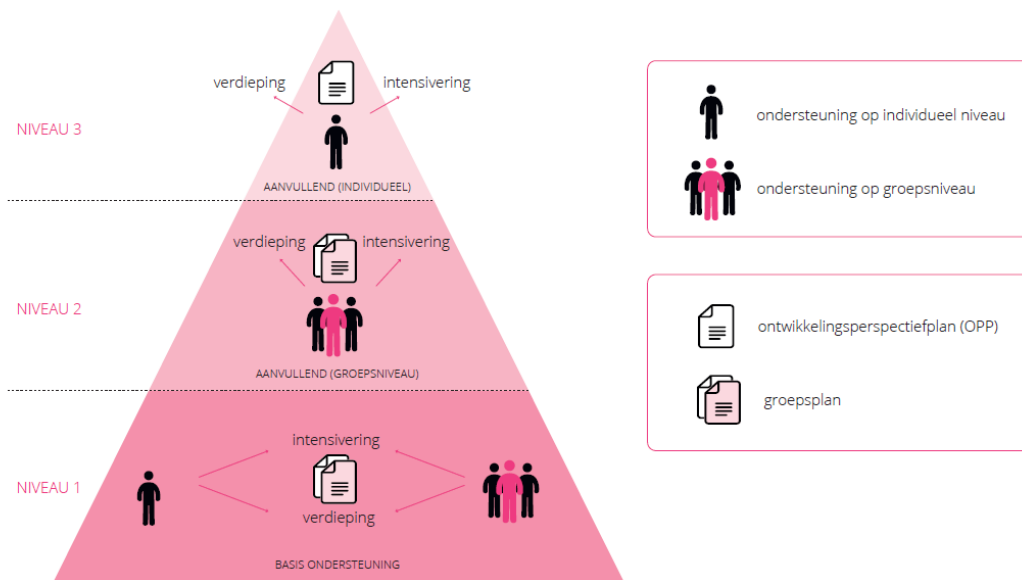 verdieping
intensivering
NIVEAU 3
AANVULLEND (INDIVIDUEEL)
verdieping
intensivering
NIVEAU 2
AANVULLEND (GROEPSNIVEAU)
intensivering
NIVEAU 1
verdieping
BASIS ONDERSTEUNING
ondersteuning op individueel niveau
ondersteuning op groepsniveau
ontwikkelingsperspectiefplan (OPP)
groepsplan